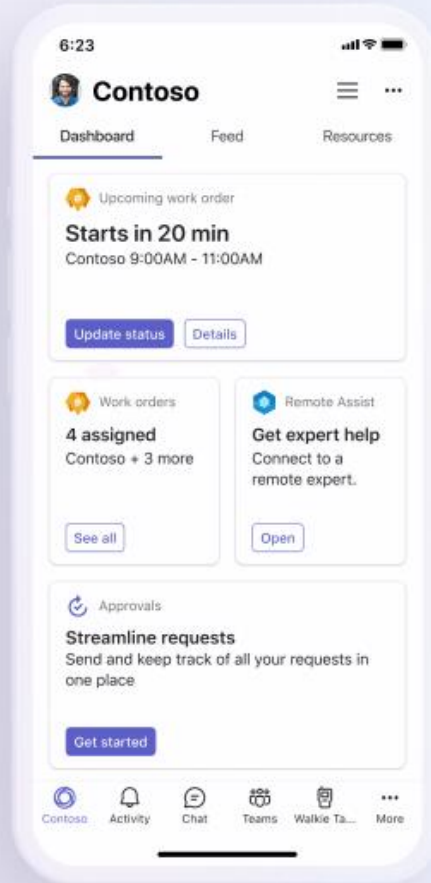 6:23
Contoso
Dashboard Feed Resources
Upcoming work order
Starts in 20 min
Contoso 9:00AM - 11:00AM
Update status Details
Work orders
4 assigned
Contoso + 3 more
See all
Remote Assist
Get expert help
Connect to a
remote expert.
Open
Approvals
Streamline requests
Send and keep track of all your requests in
one place
Get started
Contoso Activity Chat Teams Walkie Ta... More